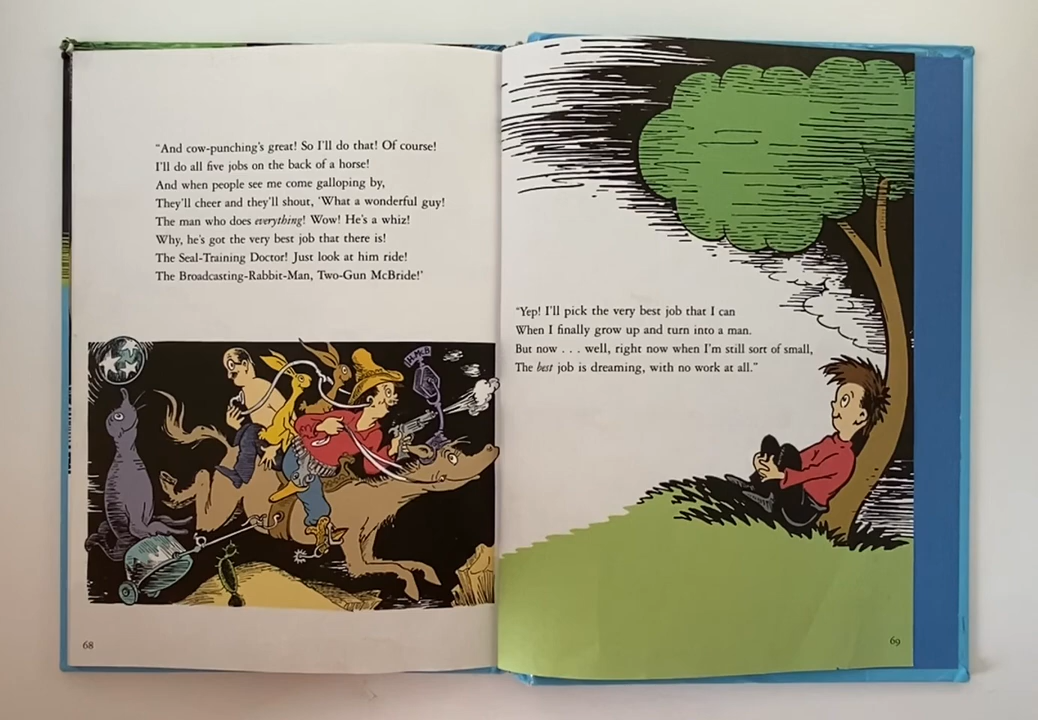 "And cow-punching's great! So I'll do that! Of course!
I'll do all five jobs on the back of a horse!
And when people see me come galloping by,
They'll cheer and they'll shout, 'What a wonderful guy!
The man who does everything! Wow! He's a whiz!
Why, he's got the very best job that there is!
The Seal-Training Doctor! Just look at him ride!
The Broadcasting-Rabbit-Man, Two-Gun McBride!'
68
"Yep! I'll pick the very best job that I can
When I finally grow up and turn into a man.
But now . . . well, right now when I'm still sort of small,
The best job is dreaming, with no work at all."
69